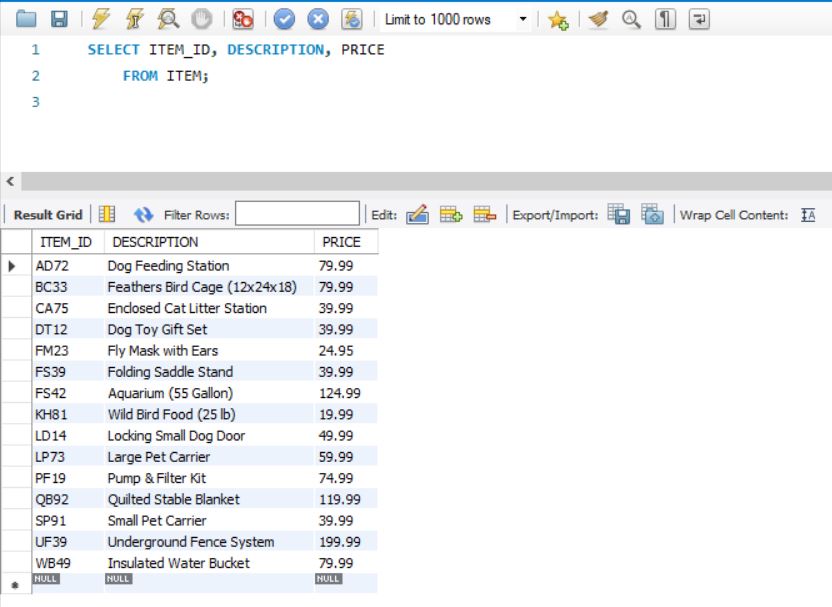 Limit to 1000 rows
1 SELECT ITEM_ID, DESCRIPTION, PRICE
2 FROM ITEM;
3
Result Grid Filter Rows: Edit: Export/Import: Wrap Cell Content: IA
ITEM_ID DESCRIPTION PRICE
AD72 Dog Feeding Station 79.99
BC33 Feathers Bird Cage (12x24x18) 79.99
CA75 Enclosed Cat Litter Station 39.99
DT12 Dog Toy Gift Set 39.99
FM23 Fly Mask with Ears 24.95
FS39 Folding Saddle Stand 39.99
FS42 Aquarium (55 Gallon) 124.99
KH81 Wild Bird Food (25 lb) 19.99
LD14 Locking Small Dog Door 49.99
LP73 Large Pet Carrier 59.99
PF19 Pump & Filter Kit 74.99
QB92 Quilted Stable Blanket 119.99
SP91 Small Pet Carrier 39.99
UF39 Underground Fence System 199.99
WB49 Insulated Water Bucket 79.99
NULL NULL NULL